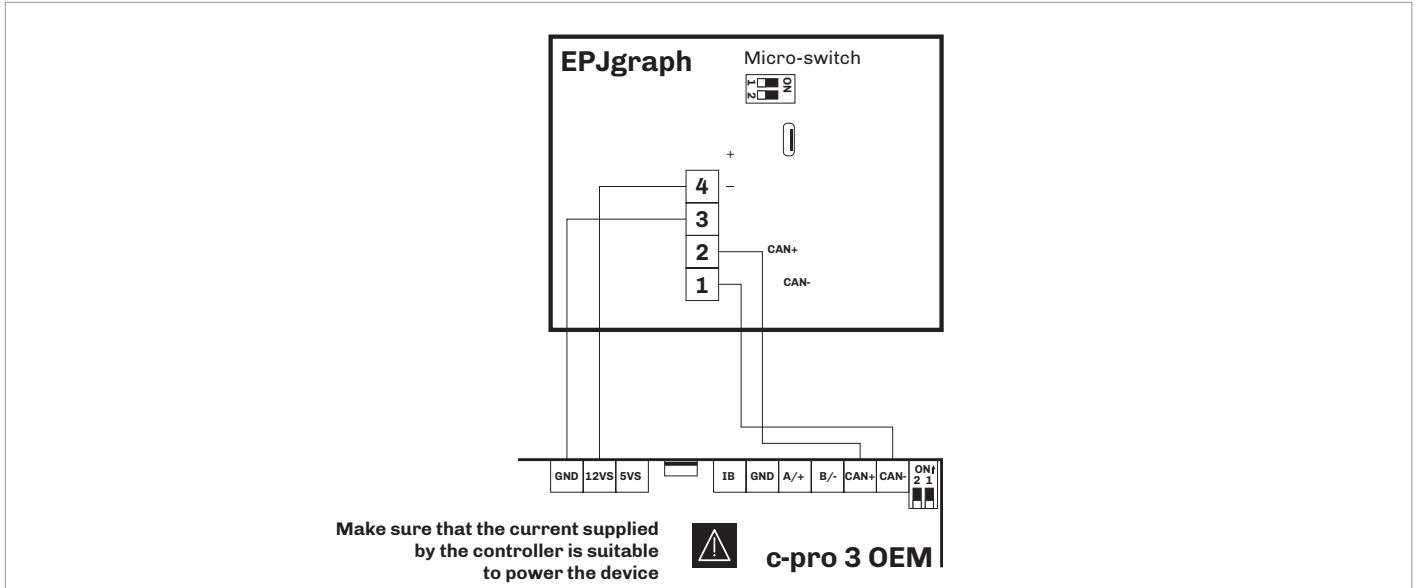 EPJgraph
Micro-switch
1 ON
2
+
4 –
3
2 CAN+
1 CAN-
GND 12VS 5VS IB GND A/+ B/- CAN+ CAN- ON↑
2 1
Make sure that the current supplied
by the controller is suitable
to power the device
c-pro 3 OEM